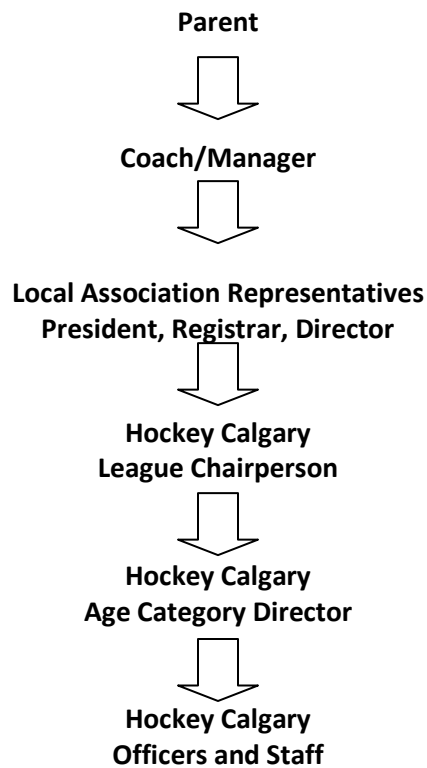 Parent
Coach/Manager
Local Association Representatives
President, Registrar, Director
Hockey Calgary
League Chairperson
Hockey Calgary
Age Category Director
Hockey Calgary
Officers and Staff